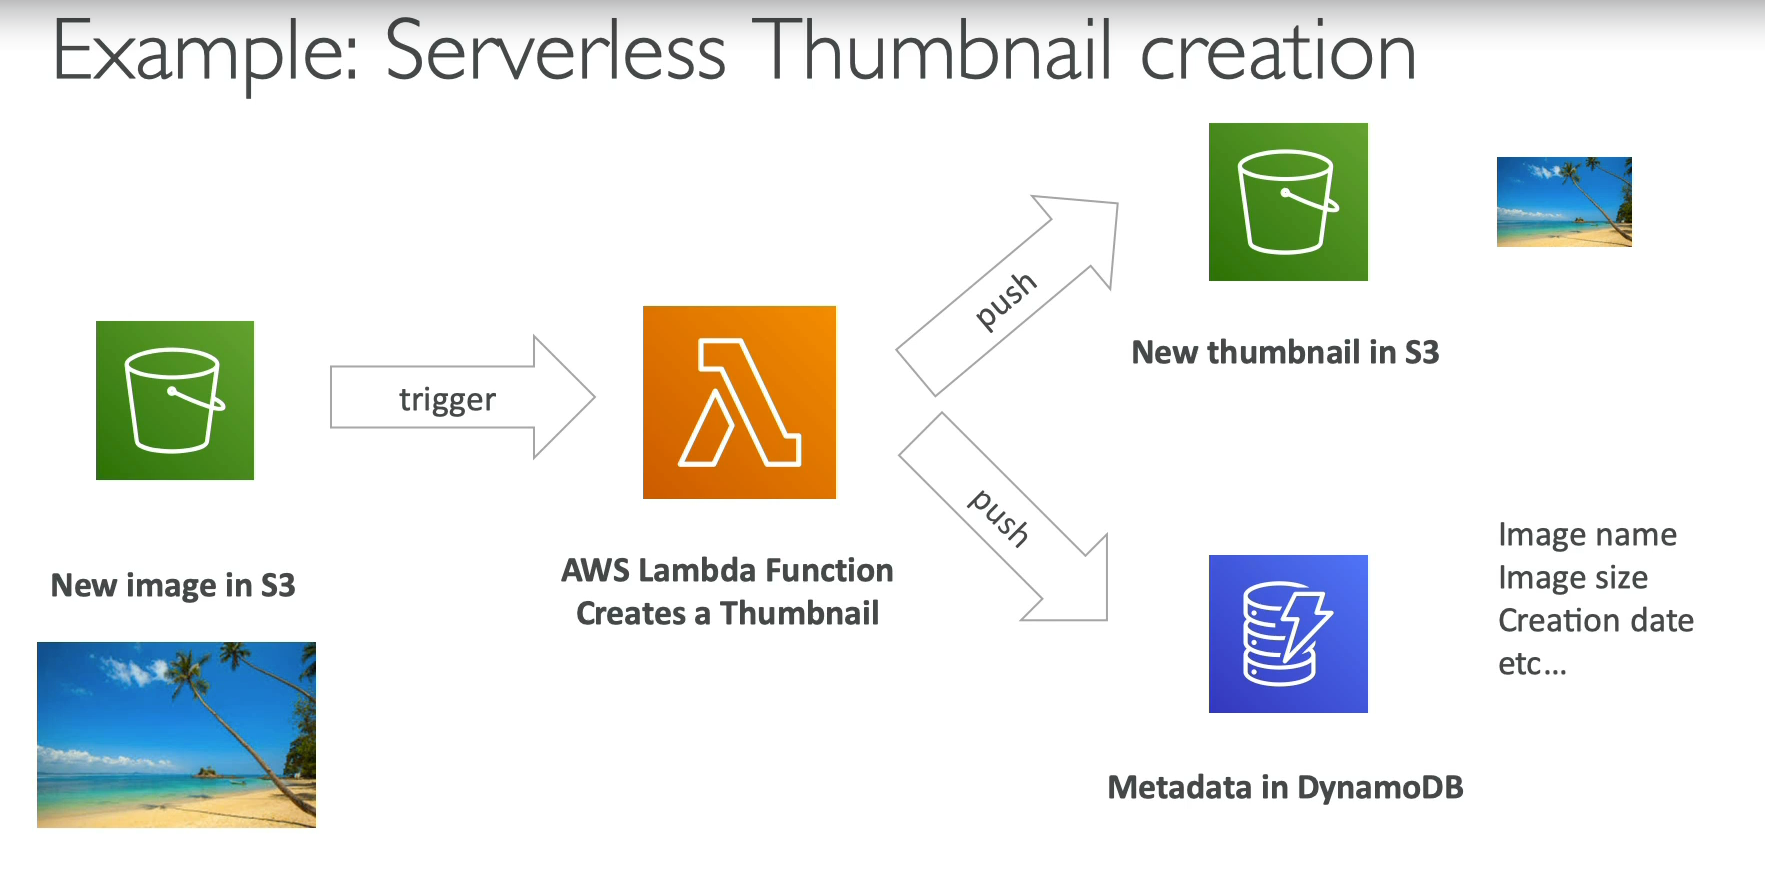 Example: Serverless Thumbnail creation
New image in S3
trigger
AWS Lambda Function
Creates a Thumbnail
push
push
New thumbnail in S3
Image name
Image size
Creation date
etc...
Metadata in DynamoDB